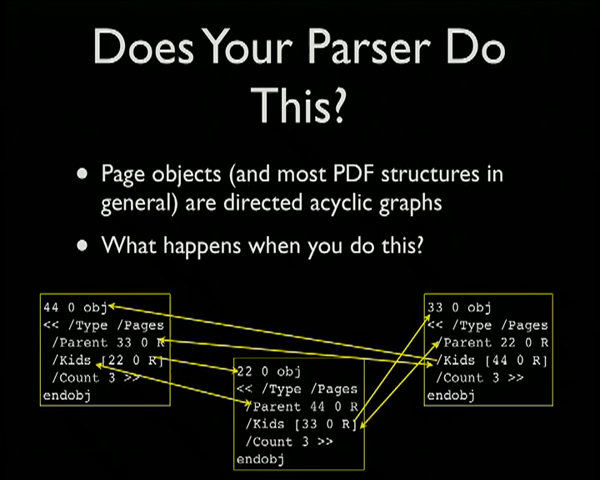 Does Your Parser Do
This?
• Page objects (and most PDF structures in
general) are directed acyclic graphs
• What happens when you do this?
44 0 obj
<< /Type /Pages
/Parent 33 0 R
/Kids [22 0 R]
/Count 3 >>
endobj
22 0 obj
<< /Type /Pages
/Parent 44 0 R
/Kids [33 0 R]
/Count 3 >>
endobj
33 0 obj
<< /Type /Pages
/Parent 22 0 R
/Kids [44 0 R]
/Count 3 >>
endobj